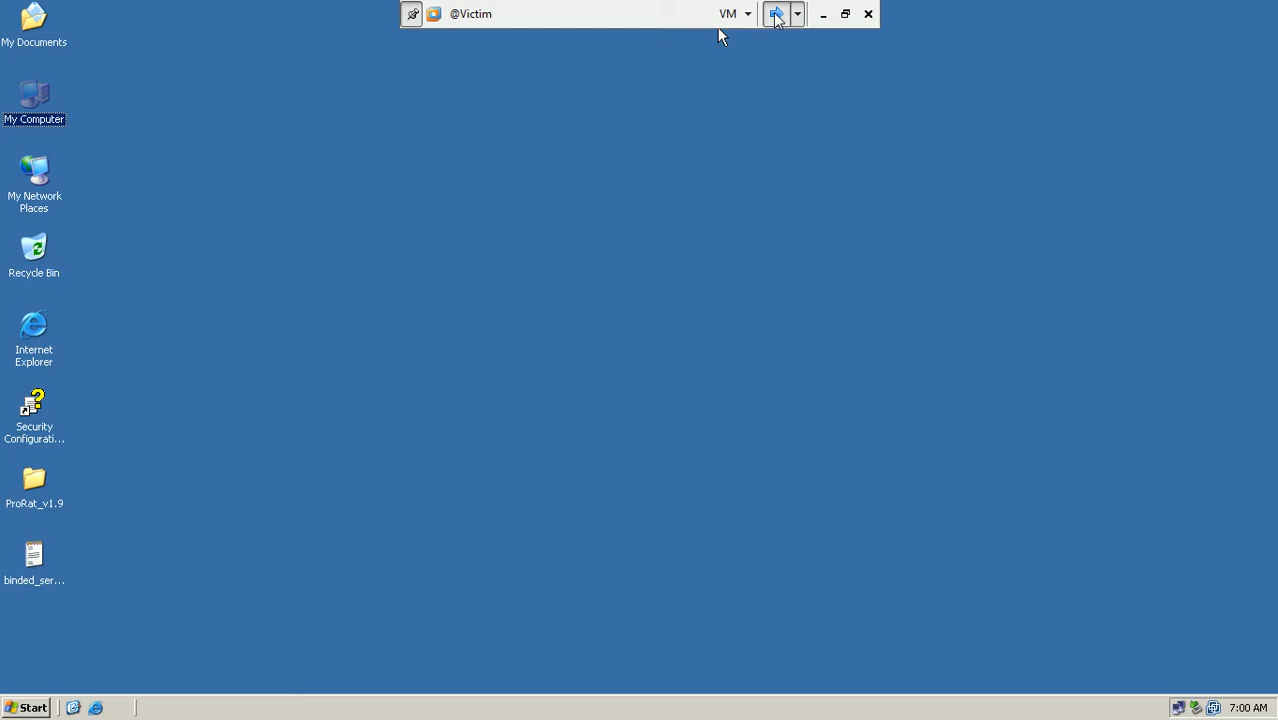 @Victim
VM
My Documents
My Computer
My Network
Places
Recycle Bin
Internet
Explorer
Security
Configurati...
ProRat_v1.9
binded_ser...
Start
7:00 AM